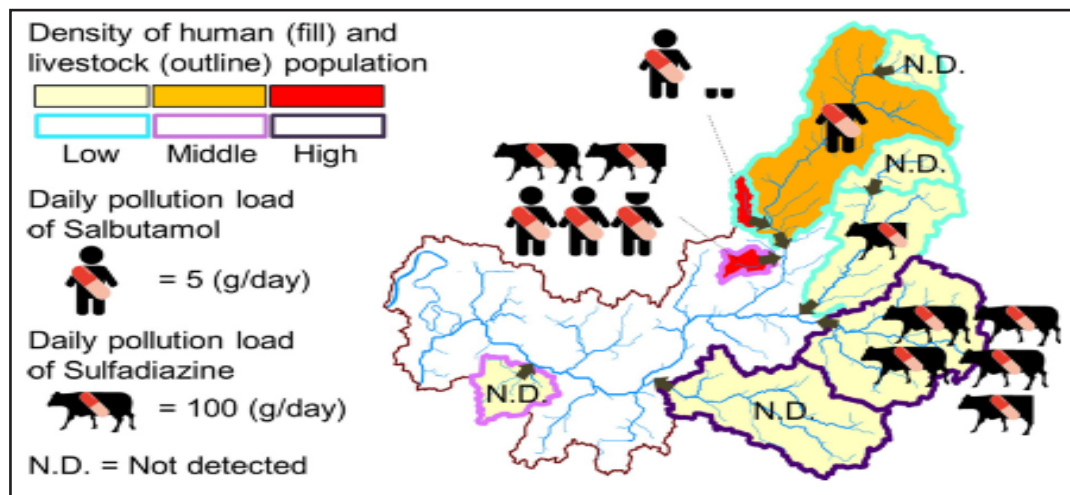 Density of human (fill) and
livestock (outline) population
Low Middle High
Daily pollution load
of Salbutamol
= 5 (g/day)
Daily pollution load
of Sulfadiazine
= 100 (g/day)
N.D. = Not detected
N.D.
N.D.
N.D.
N.D.